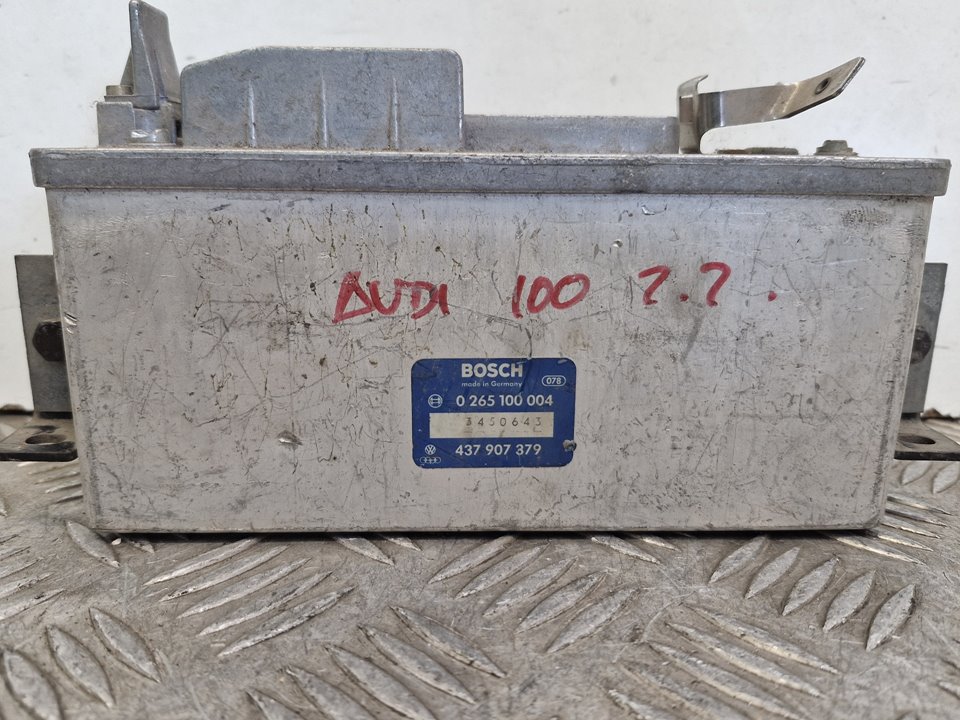 AUDI 100 2.2.
BOSCH
made in Germany 078
0 265 100 004
3450643
437 907 379